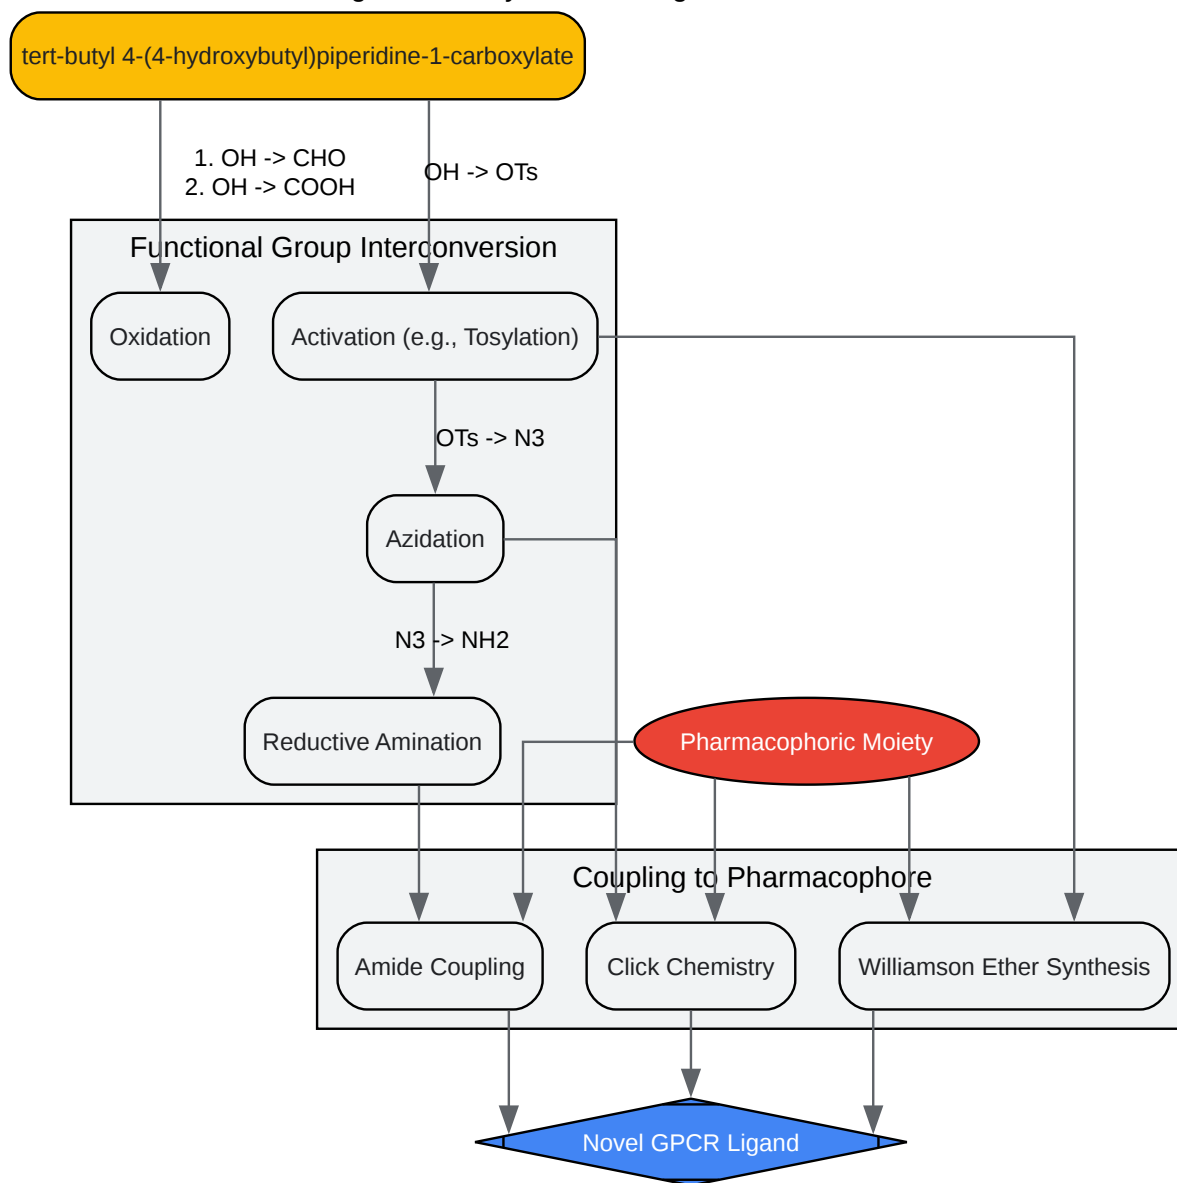 tert-butyl 4-(4-hydroxybutyl)piperidine-1-carboxylate
1. OH -> CHO
2. OH -> COOH
OH -> OTs
Functional Group Interconversion
Oxidation
Activation (e.g., Tosylation)
OTs -> N3
Azidation
N3 -> NH2
Reductive Amination
Pharmacophoric Moiety
Coupling to Pharmacophore
Amide Coupling
Click Chemistry
Williamson Ether Synthesis
Novel GPCR Ligand